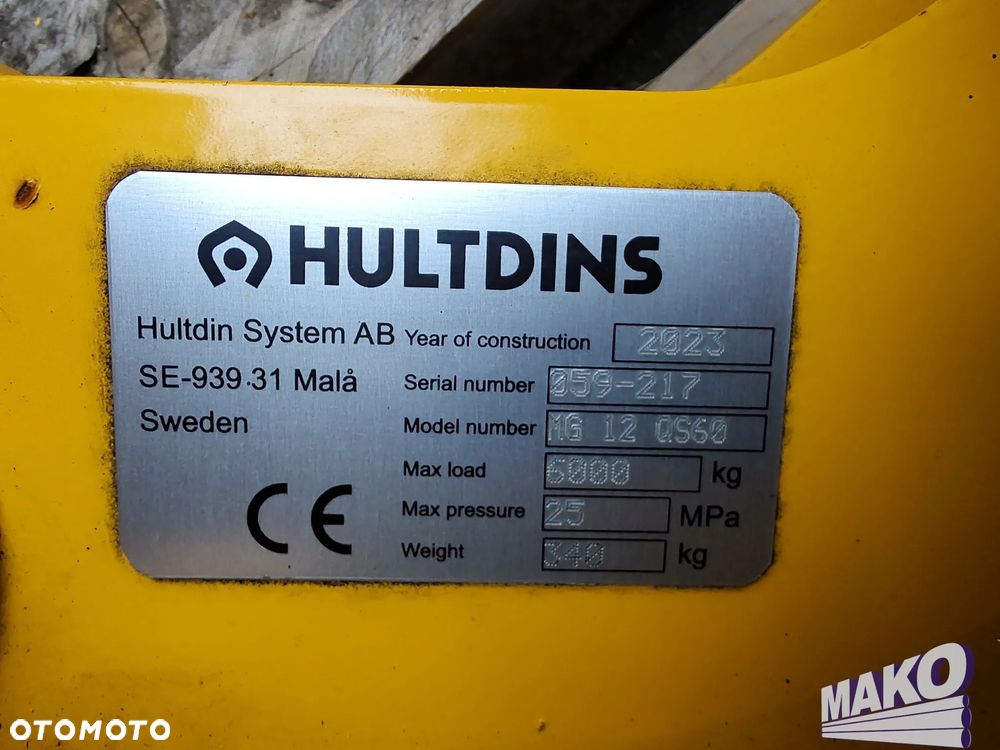 HULTDINS
Hultdin System AB
SE-939 31 Malå
Sweden
Year of construction 2023
Serial number 059-217
Model number MG 12 QS60
Max load 6000 kg
Max pressure 25 MPa
Weight 340 kg
CE
OTOMOTO
MAKO